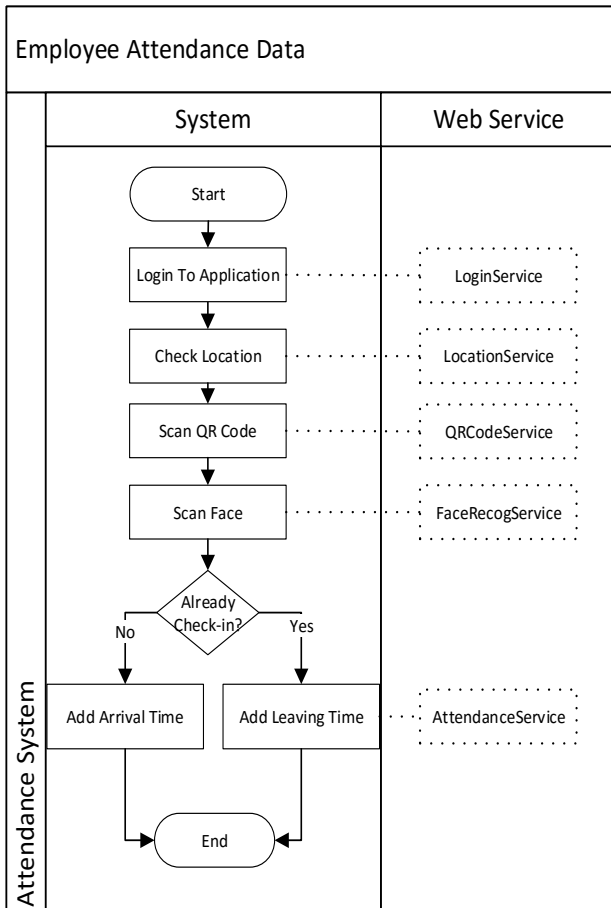 Employee Attendance Data
System
Web Service
Start
Login To Application
LoginService
Check Location
LocationService
Scan QR Code
QRCodeService
Scan Face
FaceRecogService
Already
Check-in?
No
Yes
Add Arrival Time
Add Leaving Time
AttendanceService
End
Attendance System